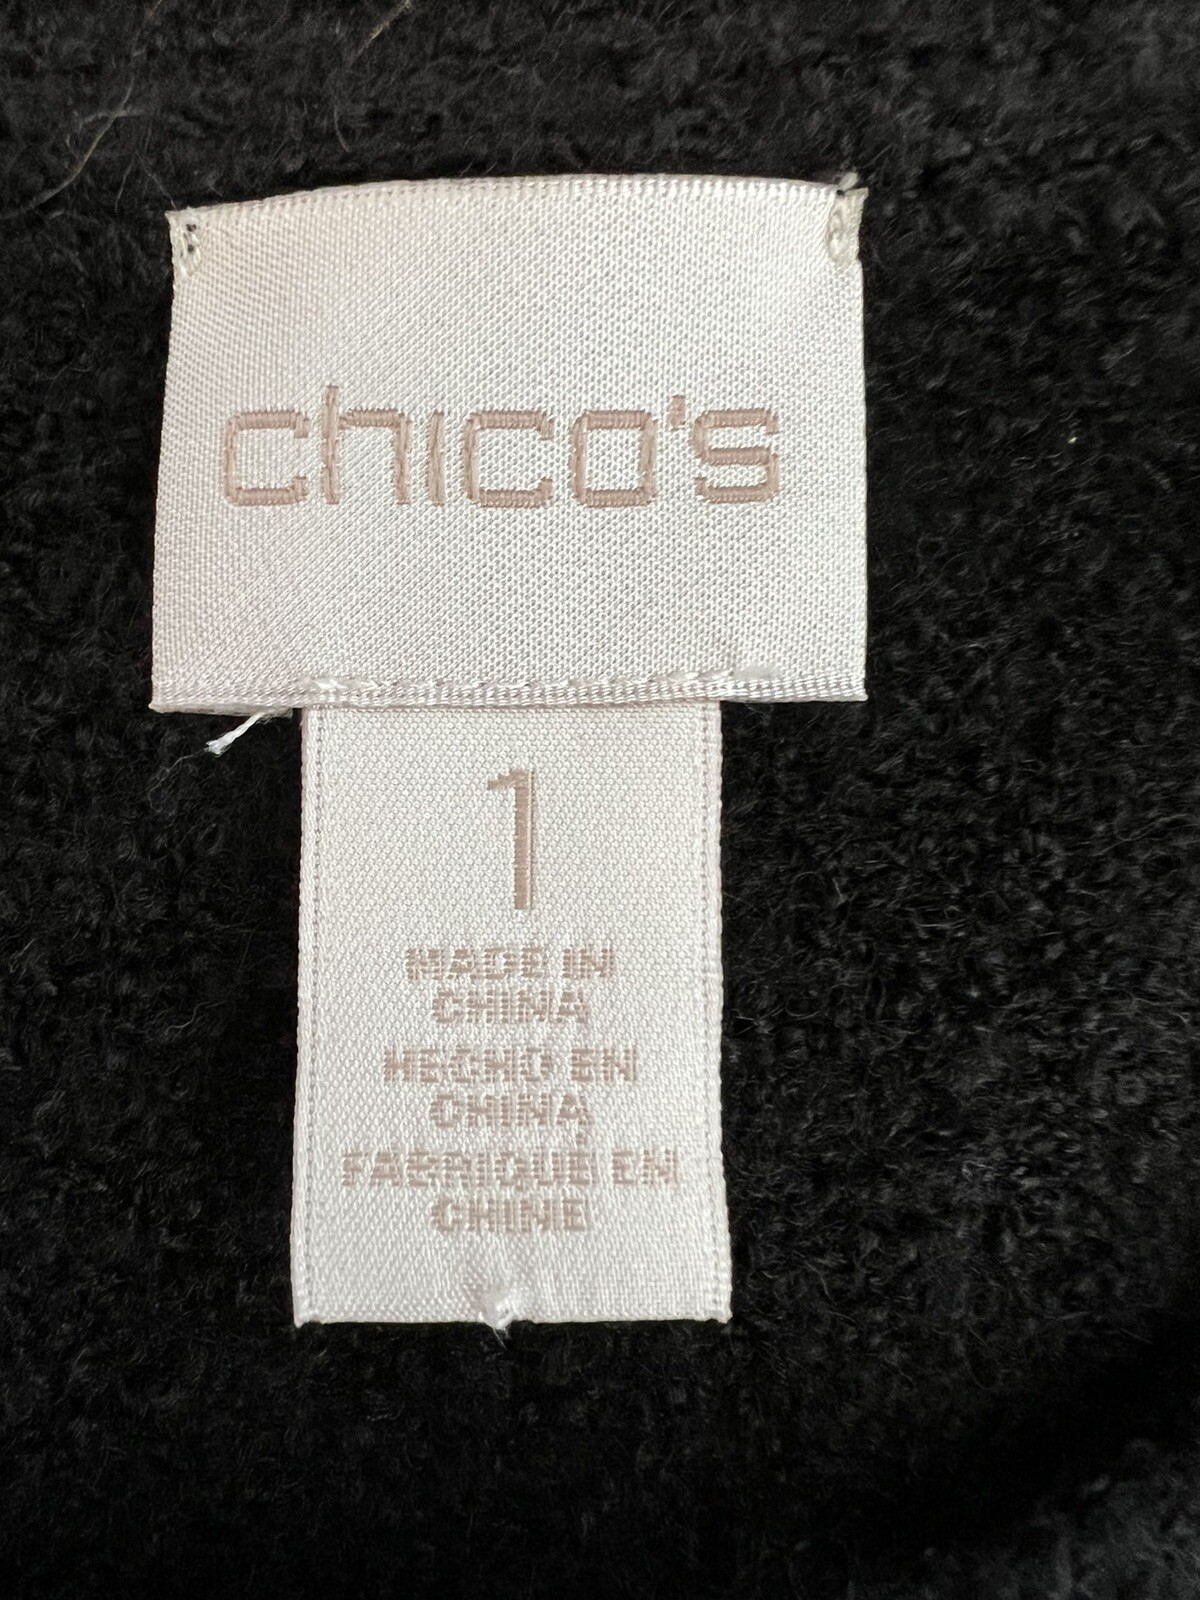 chico's
1
MADE IN
CHINA
HECHO EN
CHINA
FABRIQUÉ EN
CHINE